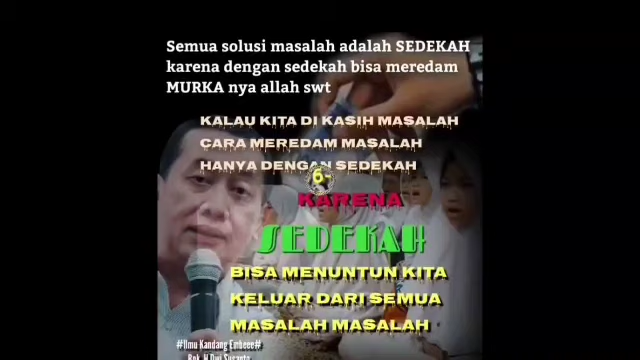 Semua solusi masalah adalah SEDEKAH
karena dengan sedekah bisa meredam
MURKA nya allah swt
KALAU KITA DI KASIH MASALAH
CARA MEREDAM MASALAH
HANYA DENGAN SEDEKAH
KARENA
SEDEKAH
BISA MENUNTUN KITA
KELUAR DARI SEMUA
MASALAH MASALAH
#Ilmu Kandang Embeee#